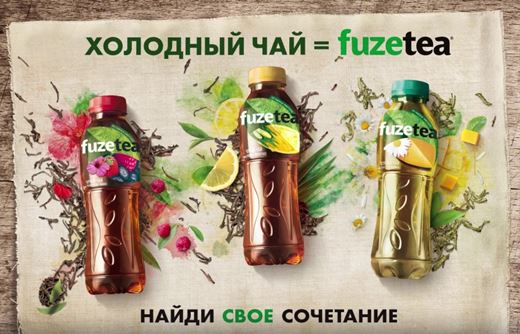 ХОЛОДНЫЙ ЧАЙ = fuzetea
fuzetea
fuzetea
fuzetea
НАЙДИ СВОЕ СОЧЕТАНИЕ